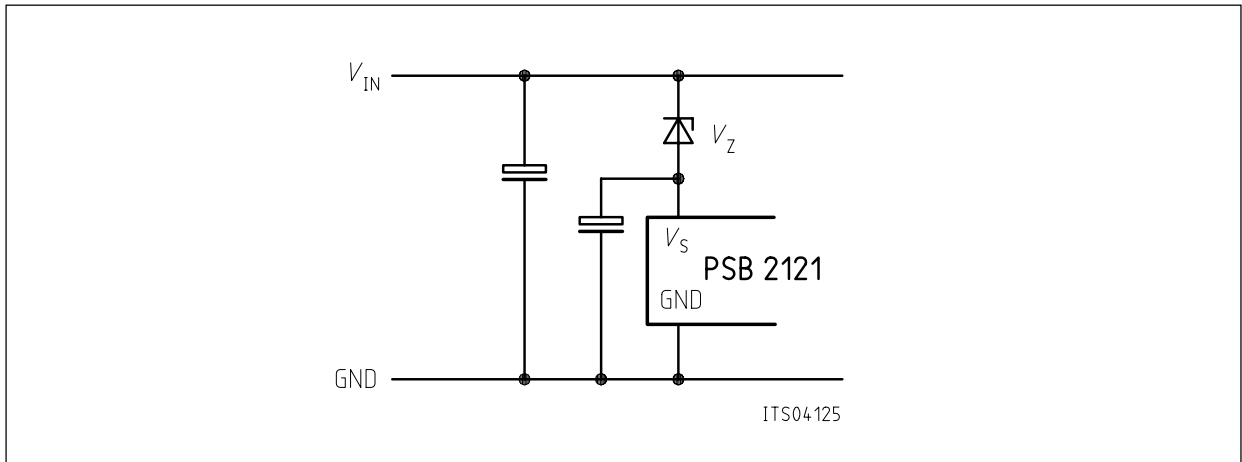 V_IN
V_Z
V_S
PSB 2121
GND
GND
ITS04125